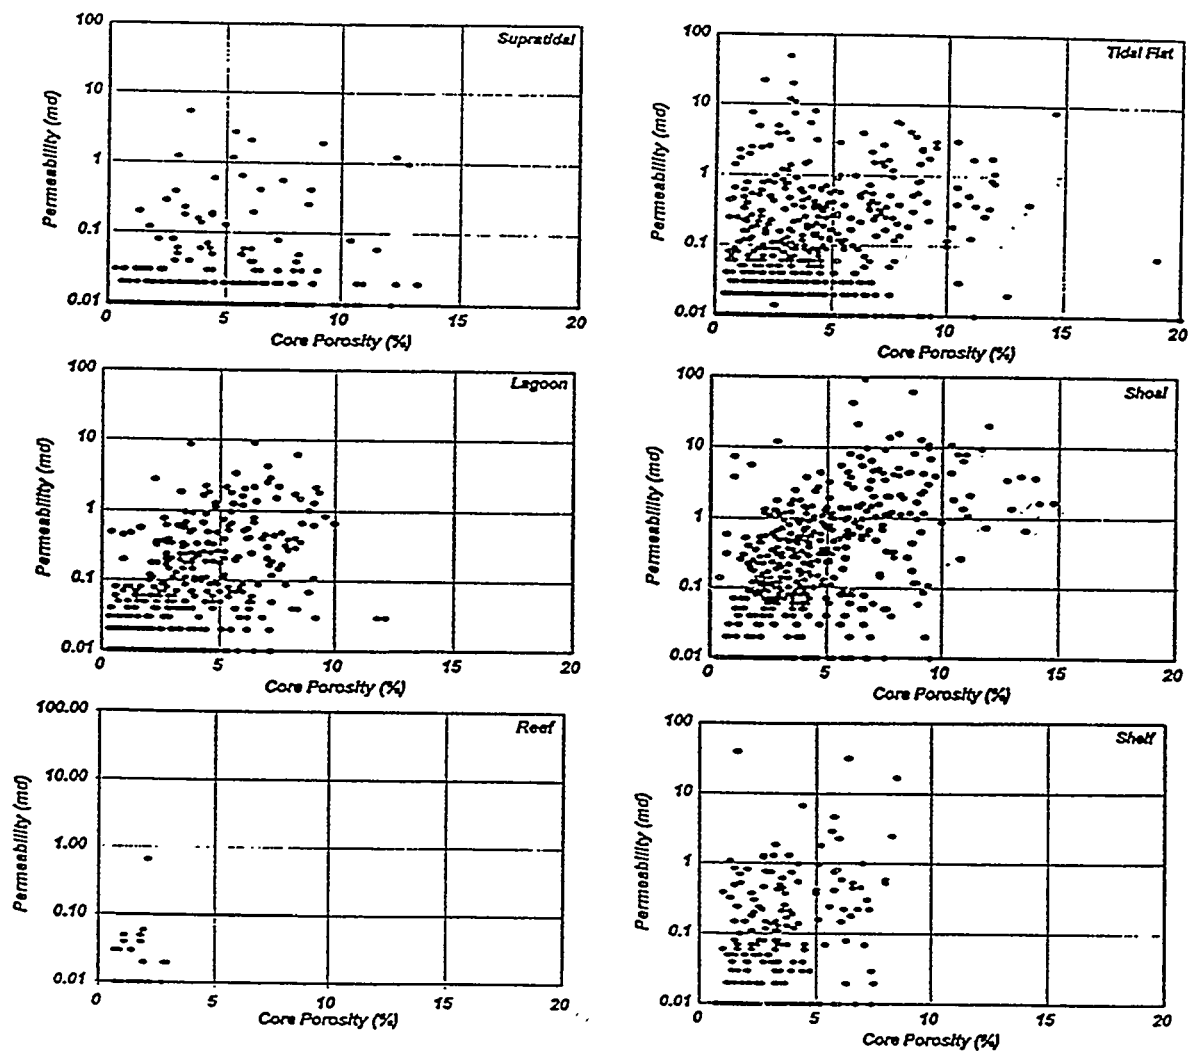 100
Supratidal
10
Permeability (md)
1
0.1
0.01
0 5 10 15 20
Core Porosity (%)
100
Tidal Flat
10
Permeability (md)
1
0.1
0.01
0 5 10 15 20
Core Porosity (%)
100
Lagoon
10
Permeability (md)
1
0.1
0.01
0 5 10 15 20
Core Porosity (%)
100
Shoal
10
Permeability (md)
1
0.1
0.01
0 5 10 15 20
Core Porosity (%)
100.00
Reef
10.00
Permeability (md)
1.00
0.10
0.01
0 5 10 15 20
Core Porosity (%)
100
Shelf
10
Permeability (md)
1
0.1
0.01
0 5 10 15 20
Core Porosity (%)